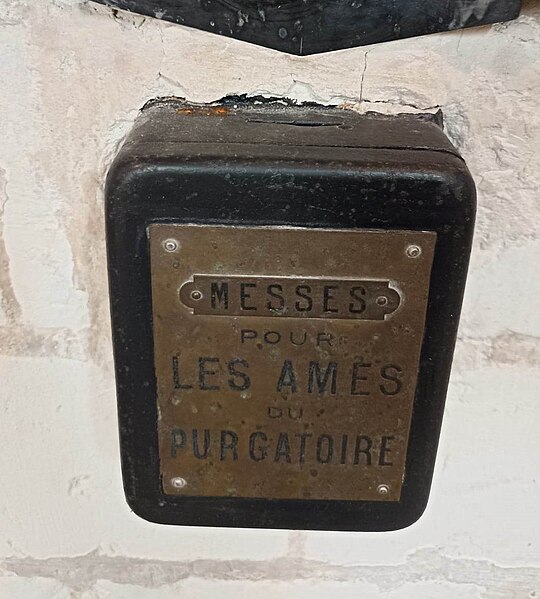 MESSES
POUR
LES AMES
DU
PURGATOIRE